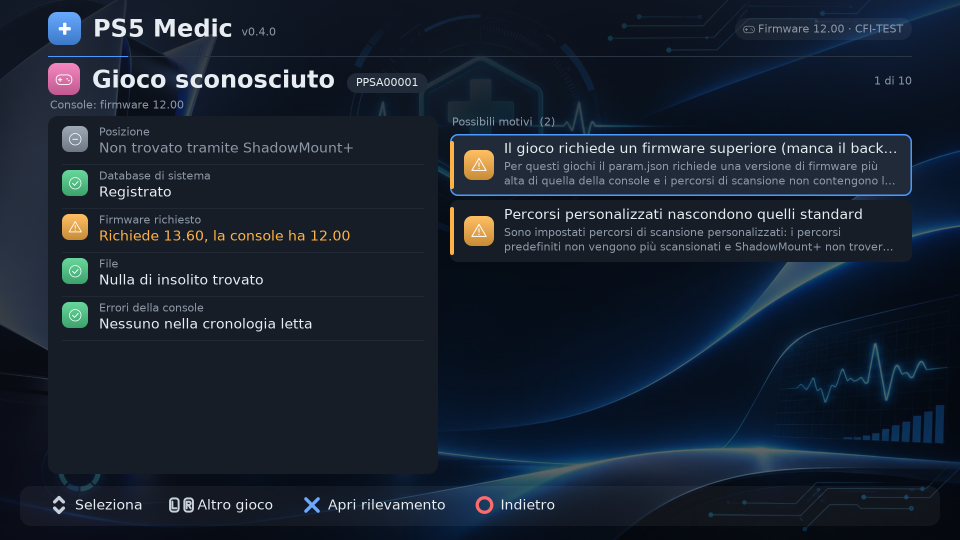 PS5 Medic v0.4.0
Firmware 12.00 · CFI-TEST
Gioco sconosciuto PPSA00001
1 di 10
Console: firmware 12.00
Posizione
Non trovato tramite ShadowMount+
Database di sistema
Registrato
Firmware richiesto
Richiede 13.60, la console ha 12.00
File
Nulla di insolito trovato
Errori della console
Nessuno nella cronologia letta
Possibili motivi (2)
Il gioco richiede un firmware superiore (manca il back…
Per questi giochi il param.json richiede una versione di firmware più
alta di quella della console e i percorsi di scansione non contengono l…
Percorsi personalizzati nascondono quelli standard
Sono impostati percorsi di scansione personalizzati: i percorsi
predefiniti non vengono più scansionati e ShadowMount+ non trover…
Seleziona L R Altro gioco Apri rilevamento Indietro